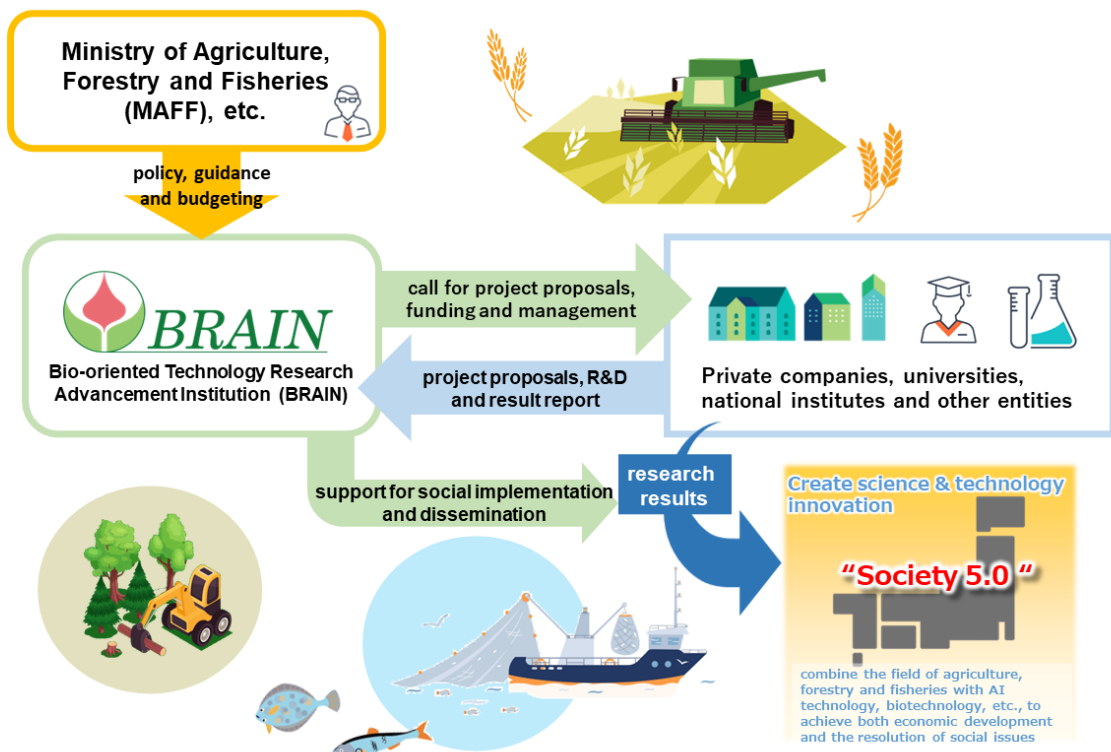 Ministry of Agriculture,
Forestry and Fisheries
(MAFF), etc.
policy, guidance
and budgeting
BRAIN
Bio-oriented Technology Research
Advancement Institution (BRAIN)
call for project proposals,
funding and management
project proposals, R&D
and result report
Private companies, universities,
national institutes and other entities
support for social implementation
and dissemination
research
results
Create science & technology
innovation
“Society 5.0 “
combine the field of agriculture,
forestry and fisheries with AI
technology, biotechnology, etc., to
achieve both economic development
and the resolution of social issues